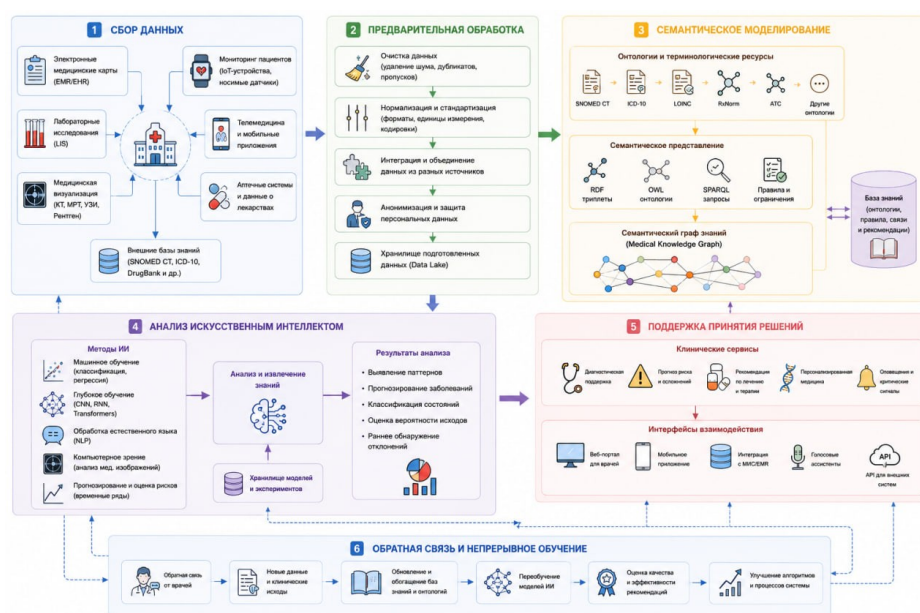 1 СБОР ДАННЫХ
Электронные
медицинские карты
(EMR/EHR)
Мониторинг пациентов
(IoT-устройства,
носимые датчики)
Лабораторные
исследования
(LIS)
Телемедицина
и мобильные
приложения
Медицинская
визуализация
(КТ, МРТ, УЗИ,
Рентген)
Аптечные системы
и данные о
лекарствах
Внешние базы знаний
(SNOMED CT, ICD-10,
DrugBank и др.)
2 ПРЕДВАРИТЕЛЬНАЯ ОБРАБОТКА
Очистка данных
(удаление шума, дубликатов,
пропусков)
Нормализация и стандартизация
(форматы, единицы измерения,
кодировки)
Интеграция и объединение
данных из разных источников
Анонимизация и защита
персональных данных
Хранилище подготовленных
данных (Data Lake)
3 СЕМАНТИЧЕСКОЕ МОДЕЛИРОВАНИЕ
Онтологии и терминологические ресурсы
SNOMED CT
ICD-10
LOINC
RxNorm
ATC
Другие
онтологии
Семантическое представление
RDF
триплеты
OWL
онтологии
SPARQL
запросы
Правила и
ограничения
Семантический граф знаний
(Medical Knowledge Graph)
База знаний
(онтологии,
правила, связи
и рекомендации)
4 АНАЛИЗ ИСКУССТВЕННЫМ ИНТЕЛЛЕКТОМ
Методы ИИ
Машинное обучение
(классификация,
регрессия)
Глубокое обучение
(CNN, RNN,
Transformers)
Обработка естественного языка
(NLP)
Компьютерное зрение
(анализ мед. изображений)
Прогнозирование и оценка рисков
(временные ряды)
Анализ и извлечение
знаний
Хранилище моделей
и экспериментов
Результаты анализа
• Выявление паттернов
• Прогнозирование заболеваний
• Классификация состояний
• Оценка вероятности исходов
• Раннее обнаружение
отклонений
5 ПОДДЕРЖКА ПРИНЯТИЯ РЕШЕНИЙ
Клинические сервисы
Диагностическая
поддержка
Прогноз риска
и осложнений
Рекомендации
по лечению
и терапии
Персонализированная
медицина
Оповещения и
критические
сигналы
Интерфейсы взаимодействия
Веб-портал
для врачей
Мобильное
приложение
Интеграция
с МИС/EMR
Голосовые
ассистенты
API
API для внешних
систем
6 ОБРАТНАЯ СВЯЗЬ И НЕПРЕРЫВНОЕ ОБУЧЕНИЕ
Обратная связь
от врачей
Новые данные
и клинические
исходы
Обновление и
обогащение баз
знаний и онтологий
Переобучение
моделей ИИ
Оценка качества
и эффективности
рекомендаций
Улучшение алгоритмов
и процессов системы